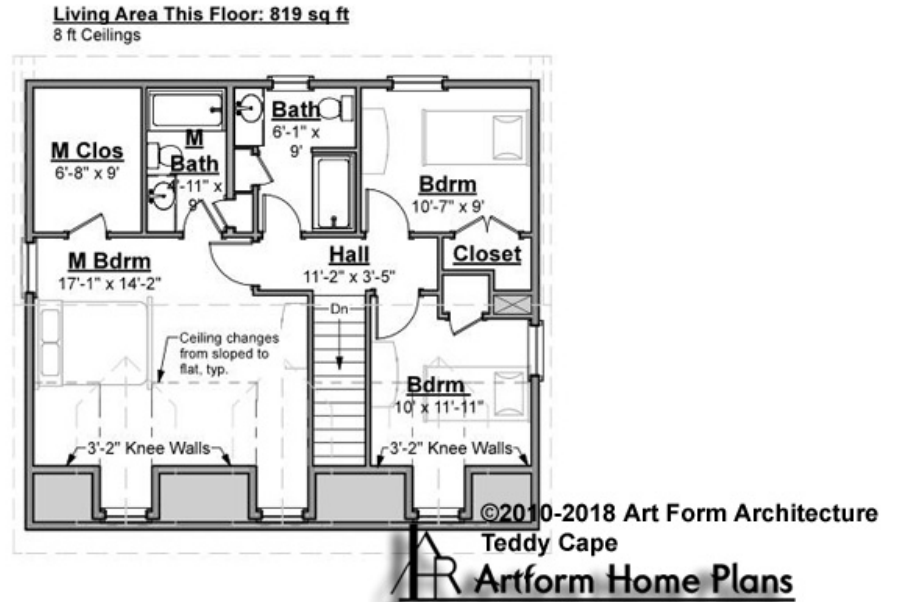 Living Area This Floor: 819 sq ft
8 ft Ceilings
M Clos
6'-8" x 9'
M
Bath
4'-11" x
9'
Bath
6'-1" x
9'
Bdrm
10'-7" x 9'
M Bdrm
17'-1" x 14'-2"
Hall
11'-2" x 3'-5"
Closet
Dn
Ceiling changes
from sloped to
flat, typ.
Bdrm
10' x 11'-11"
3'-2" Knee Walls
3'-2" Knee Walls
©2010-2018 Art Form Architecture
Teddy Cape
AR Artform Home Plans